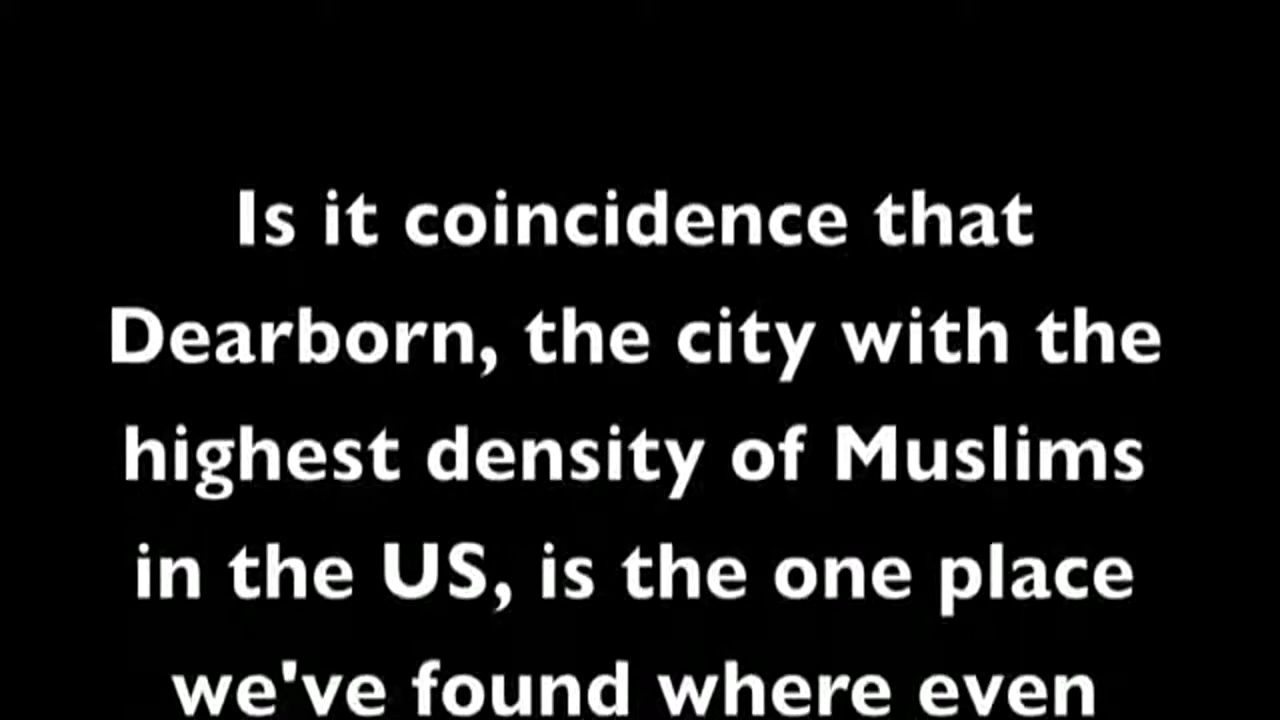 Is it coincidence that
Dearborn, the city with the
highest density of Muslims
in the US, is the one place
we've found where even